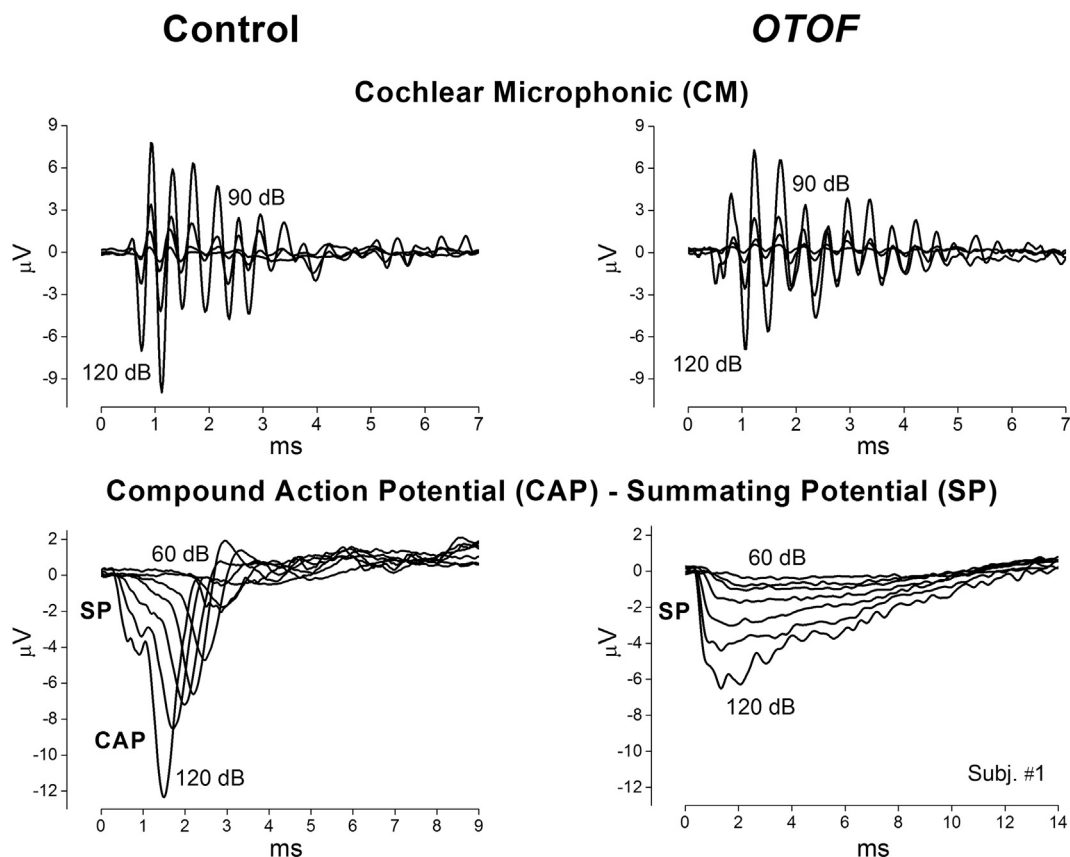 Control
OTOF
Cochlear Microphonic (CM)
9
6
3
0
-3
-6
-9
µV
90 dB
120 dB
0 1 2 3 4 5 6 7
ms
9
6
3
0
-3
-6
-9
µV
90 dB
120 dB
0 1 2 3 4 5 6 7
ms
Compound Action Potential (CAP) - Summating Potential (SP)
2
0
-2
-4
-6
-8
-10
-12
µV
60 dB
SP
CAP
120 dB
0 1 2 3 4 5 6 7 8 9
ms
2
0
-2
-4
-6
-8
-10
-12
µV
60 dB
SP
120 dB
Subj. #1
0 2 4 6 8 10 12 14
ms